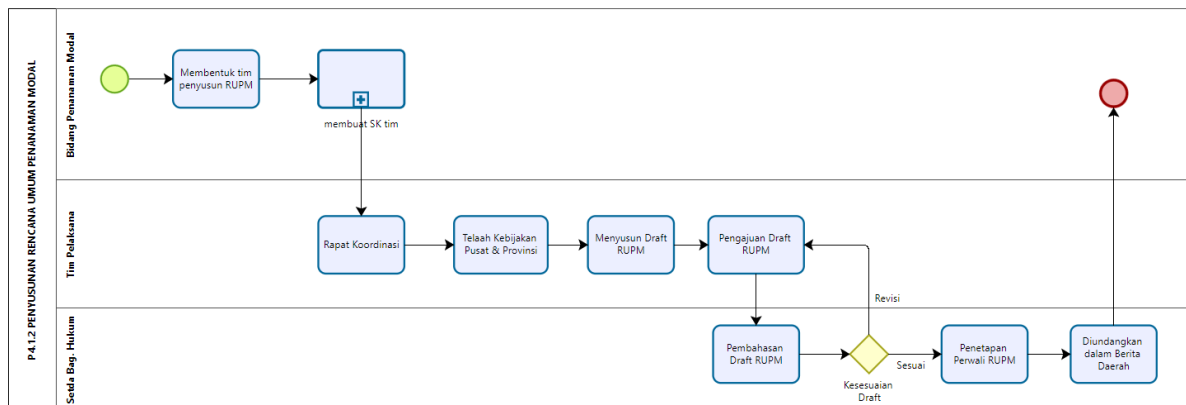 P4.1.2 PENYUSUNAN RENCANA UMUM PENANAMAN MODAL
Bidang Penanaman Modal
Membentuk tim
penyusun RUPM
membuat SK tim
Tim Pelaksana
Rapat Koordinasi
Telaah Kebijakan
Pusat & Provinsi
Menyusun Draft
RUPM
Pengajuan Draft
RUPM
Revisi
Setda Bag. Hukum
Pembahasan
Draft RUPM
Kesesuaian
Draft
Sesuai
Penetapan
Perwali RUPM
Diundangkan
dalam Berita
Daerah